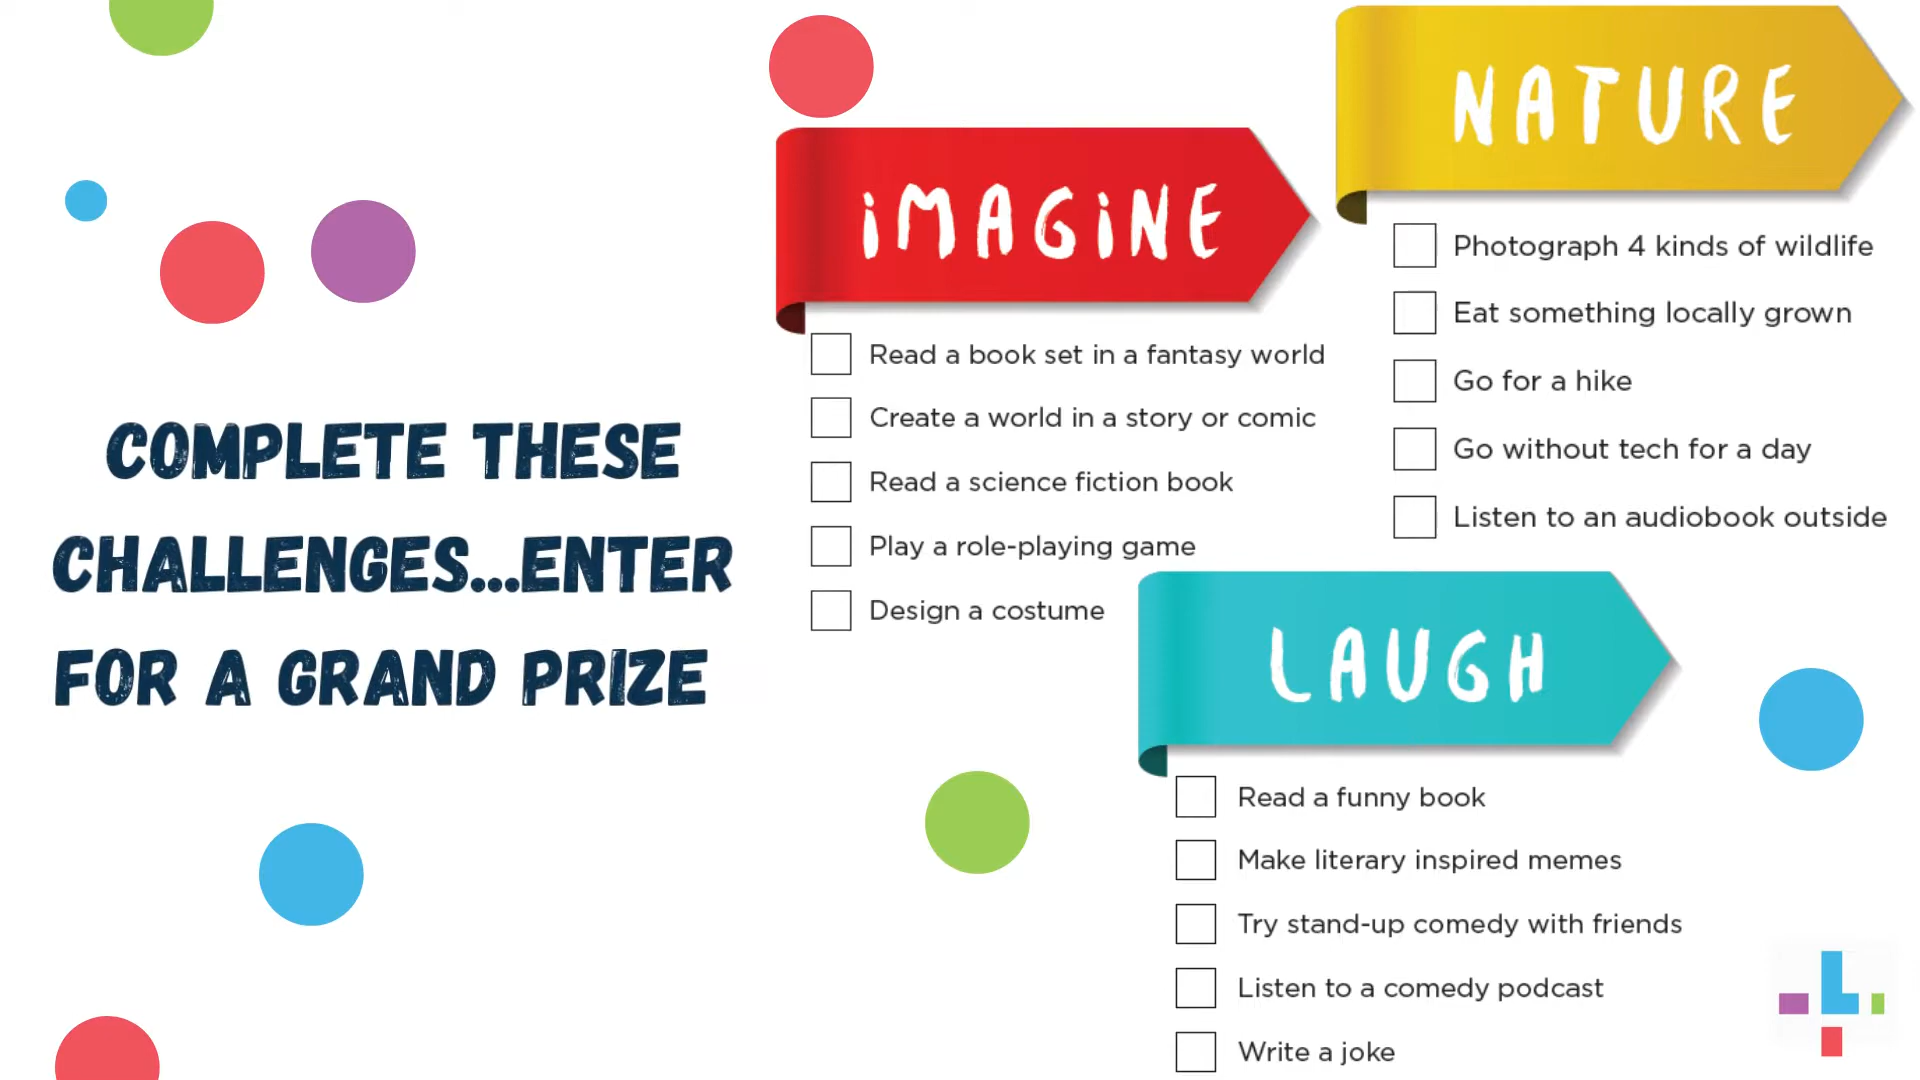 COMPLETE THESE
CHALLENGES...ENTER
FOR A GRAND PRIZE
iMAGiNE
Read a book set in a fantasy world
Create a world in a story or comic
Read a science fiction book
Play a role-playing game
Design a costume
NATURE
Photograph 4 kinds of wildlife
Eat something locally grown
Go for a hike
Go without tech for a day
Listen to an audiobook outside
LAUGH
Read a funny book
Make literary inspired memes
Try stand-up comedy with friends
Listen to a comedy podcast
Write a joke